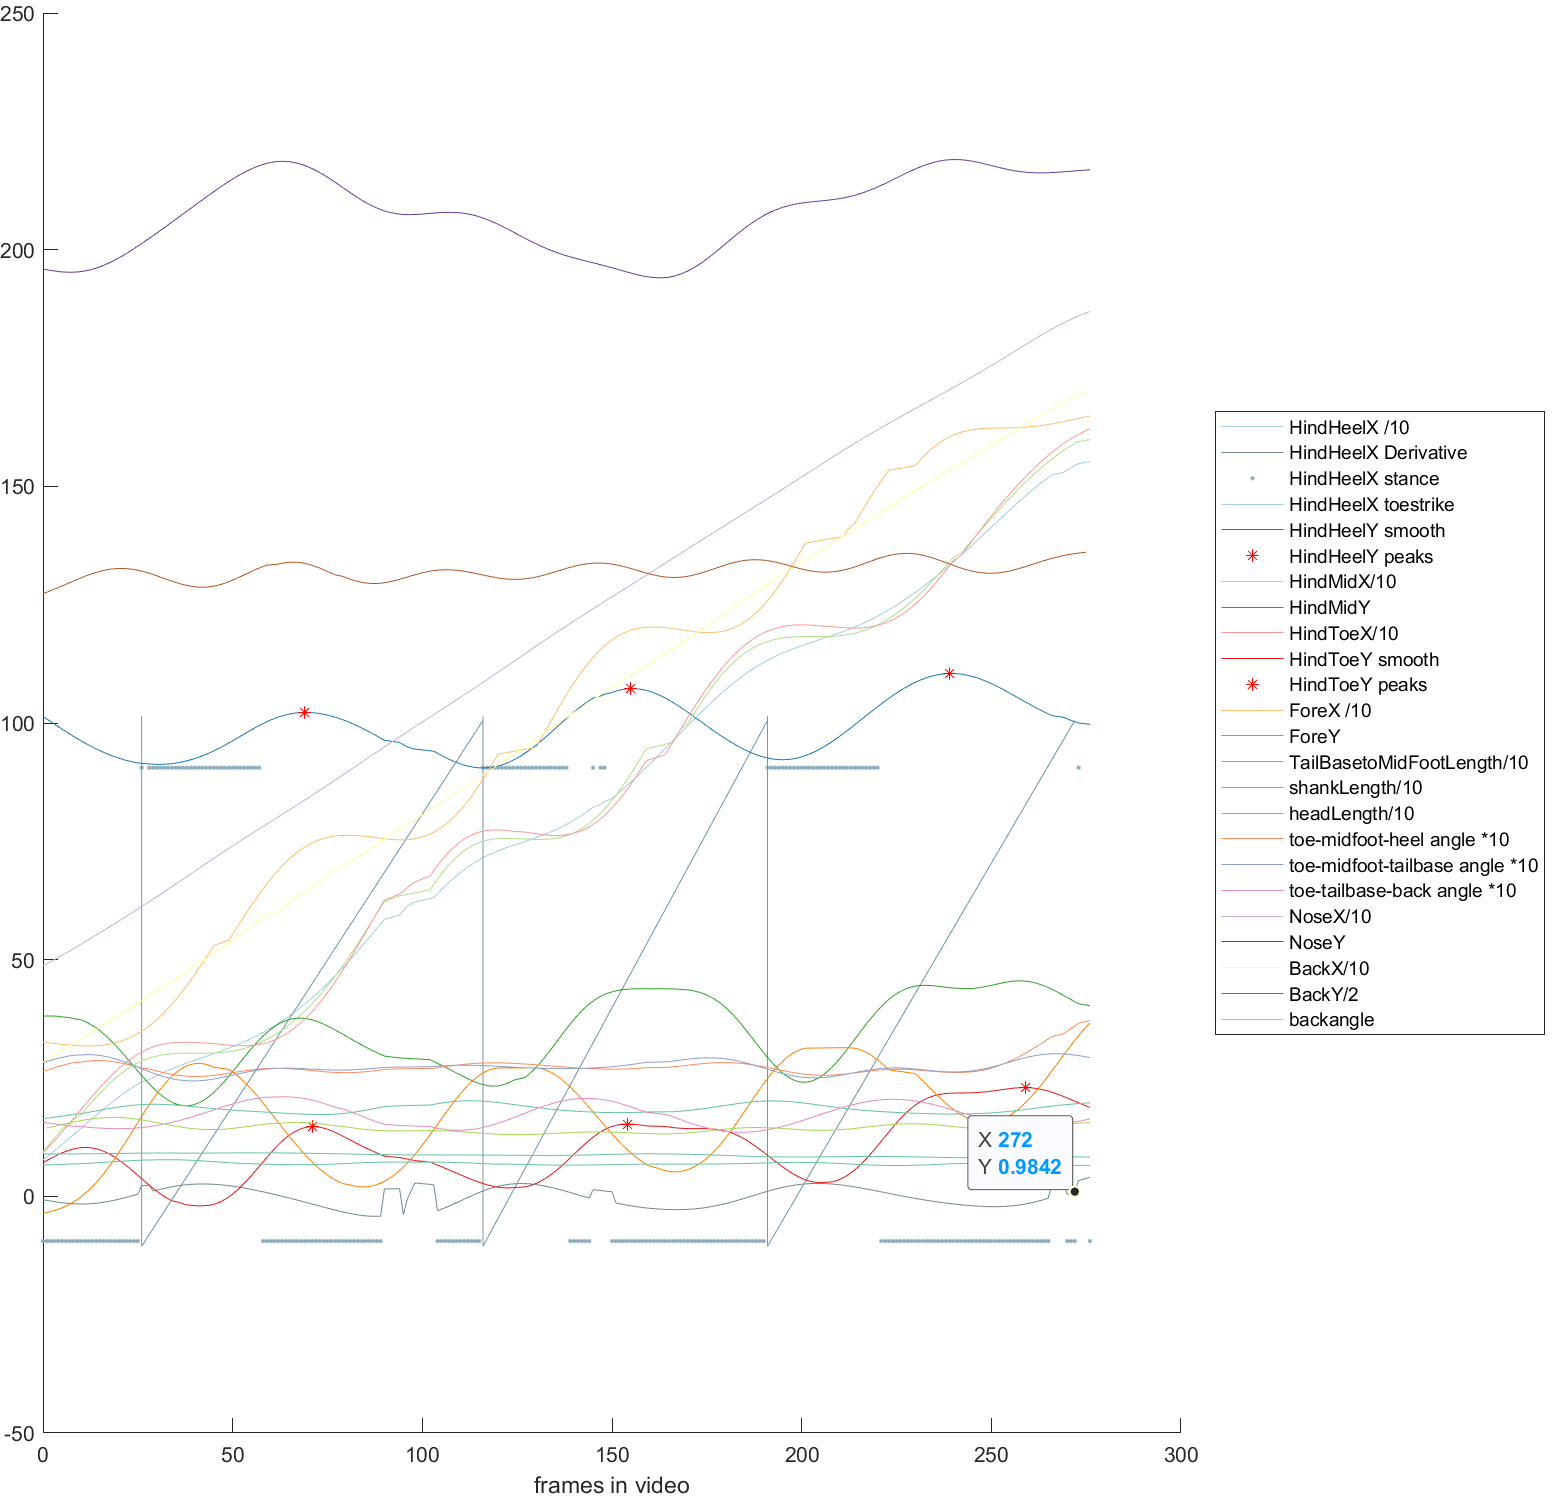 250
200
150
100
50
0
-50
0 50 100 150 200 250 300
frames in video
X 272
Y 0.9842
HindHeelX /10
HindHeelX Derivative
HindHeelX stance
HindHeelX toestrike
HindHeelY smooth
HindHeelY peaks
HindMidX/10
HindMidY
HindToeX/10
HindToeY smooth
HindToeY peaks
ForeX /10
ForeY
TailBasetoMidFootLength/10
shankLength/10
headLength/10
toe-midfoot-heel angle *10
toe-midfoot-tailbase angle *10
toe-tailbase-back angle *10
NoseX/10
NoseY
BackX/10
BackY/2
backangle